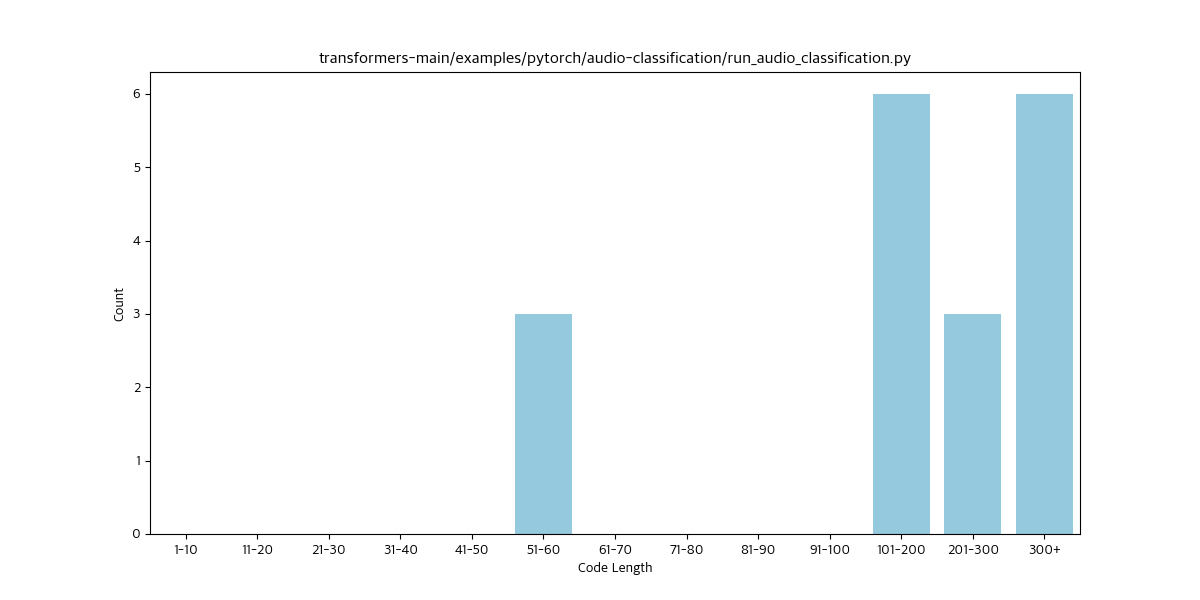 transformers-main/examples/pytorch/audio-classification/run_audio_classification.py
6
5
4
3
2
1
0
Count
1-10 11-20 21-30 31-40 41-50 51-60 61-70 71-80 81-90 91-100 101-200 201-300 300+
Code Length